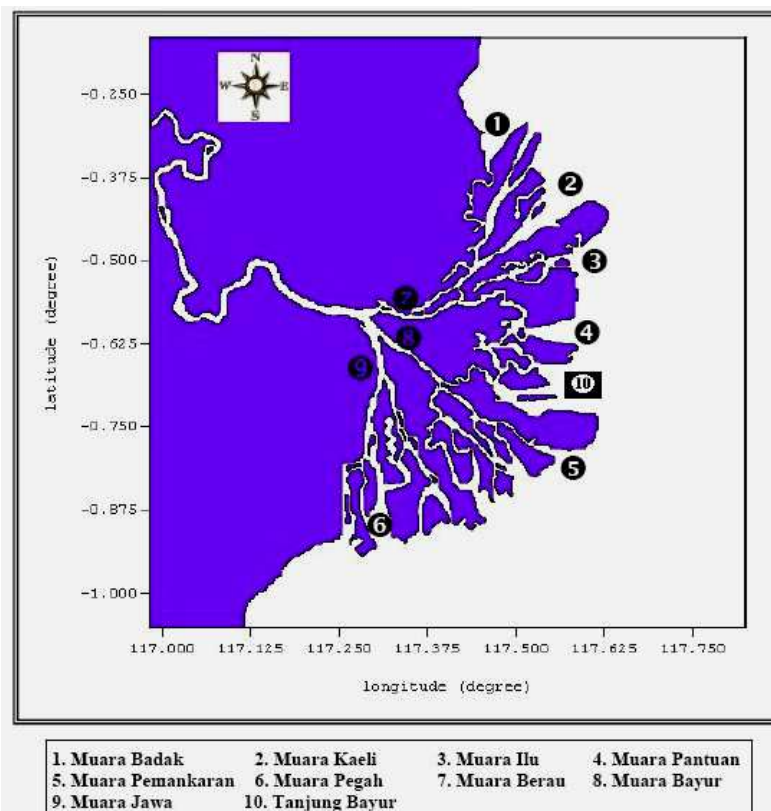 N
W E
S
1
2
3
4
5
6
7
8
9
10
-0.250
-0.375
-0.500
-0.625
-0.750
-0.875
-1.000
latitude (degree)
117.000 117.125 117.250 117.375 117.500 117.625 117.750
longitude (degree)
1. Muara Badak 2. Muara Kaeli 3. Muara Ilu 4. Muara Pantuan
5. Muara Pemankaran 6. Muara Pegah 7. Muara Berau 8. Muara Bayur
9. Muara Jawa 10. Tanjung Bayur